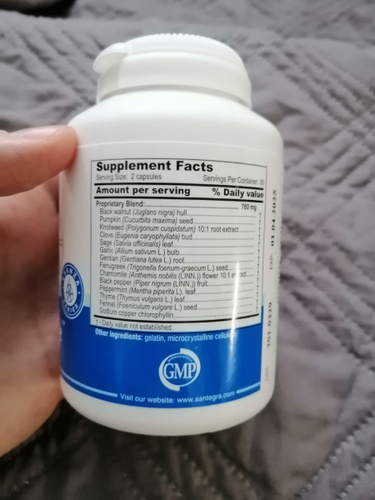 Supplement Facts
Serving Size: 2 capsules Servings Per Container: 60
Amount per serving % Daily value
Proprietary Blend: 760 mg
Black walnut (Juglans nigra) hull
Pumpkin (Cucurbita maxima) seed
Knotweed (Polygonum cuspidatum) 10:1 root extract
Clove (Eugenia caryophyllata) bud
Sage (Salvia officinalis) leaf
Garlic (Allium sativum L.) bulb
Gentian (Gentiana lutea L.) root
Fenugreek (Trigonella foenum-graecum L.) seed
Chamomile (Anthemis nobilis (LINN.)) flower 10:1 extract
Black pepper (Piper nigrum (LINN.) fruit
Peppermint (Mentha piperita L.) leaf
Thyme (Thymus vulgaris L.) leaf
Fennel (Foeniculum vulgare L.) seed
Sodium copper chlorophyllin
* - Daily value not established.
Other ingredients: gelatin, microcrystalline
GMP
Visit our website: www.santegra.com
EXP: 01.04.2025